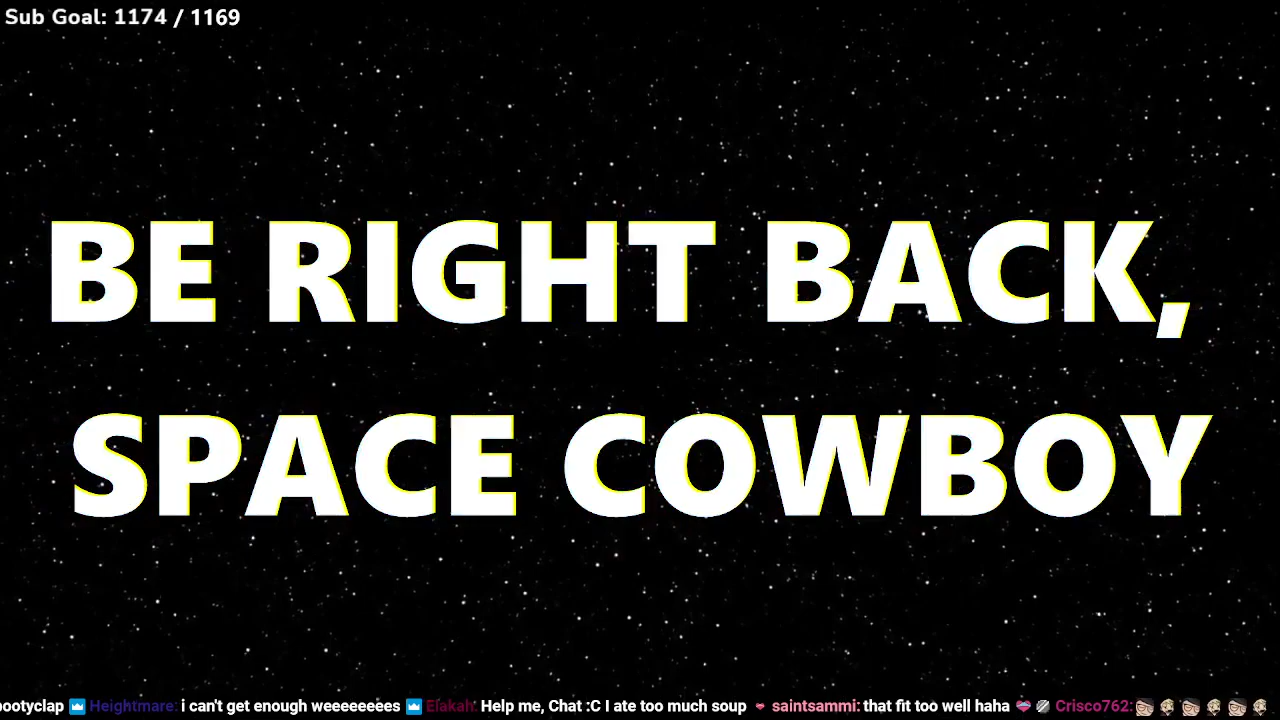 Sub Goal: 1174 / 1169
BE RIGHT BACK,
SPACE COWBOY
bootyclap Heightmare: i can't get enough weeeeeeees Elakah: Help me, Chat :C I ate too much soup saintsammi: that fit too well haha Crisco762: